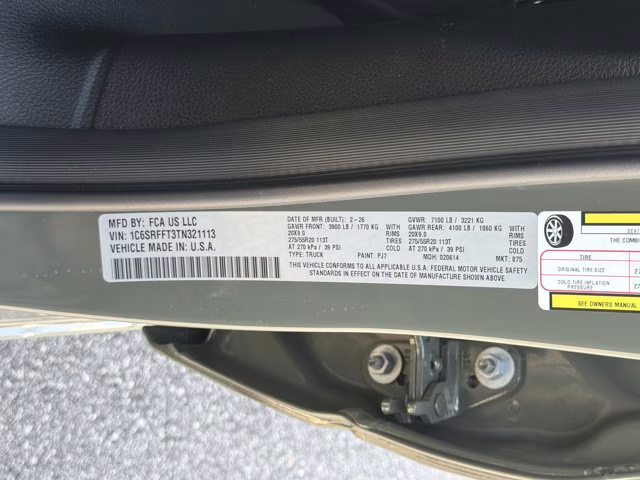 MFD BY: FCA US LLC
VIN: 1C6SRFFT3TN321113
VEHICLE MADE IN: U.S.A.
DATE OF MFR (BUILT): 2-26
GAWR FRONT: 3900 LB / 1770 KG WITH
20X9.0 RIMS
275/55R20 113T TIRES
AT 270 kPa / 39 PSI COLD
TYPE: TRUCK PAINT: PJ7
GVWR: 7100 LB / 3221 KG
GAWR REAR: 4100 LB / 1860 KG WITH
20X9.0 RIMS
275/55R20 113T TIRES
AT 270 kPa / 39 PSI COLD
MDH: 020614 MKT: 875
THIS VEHICLE CONFORMS TO ALL APPLICABLE U.S.A. FEDERAL MOTOR VEHICLE SAFETY
STANDARDS IN EFFECT ON THE DATE OF MANUFACTURE SHOWN ABOVE.
SEAT
THE COMBIN
TIRE
ORIGINAL TIRE SIZE 27
COLD TIRE INFLATION
PRESSURE 27
SEE OWNERS MANUAL